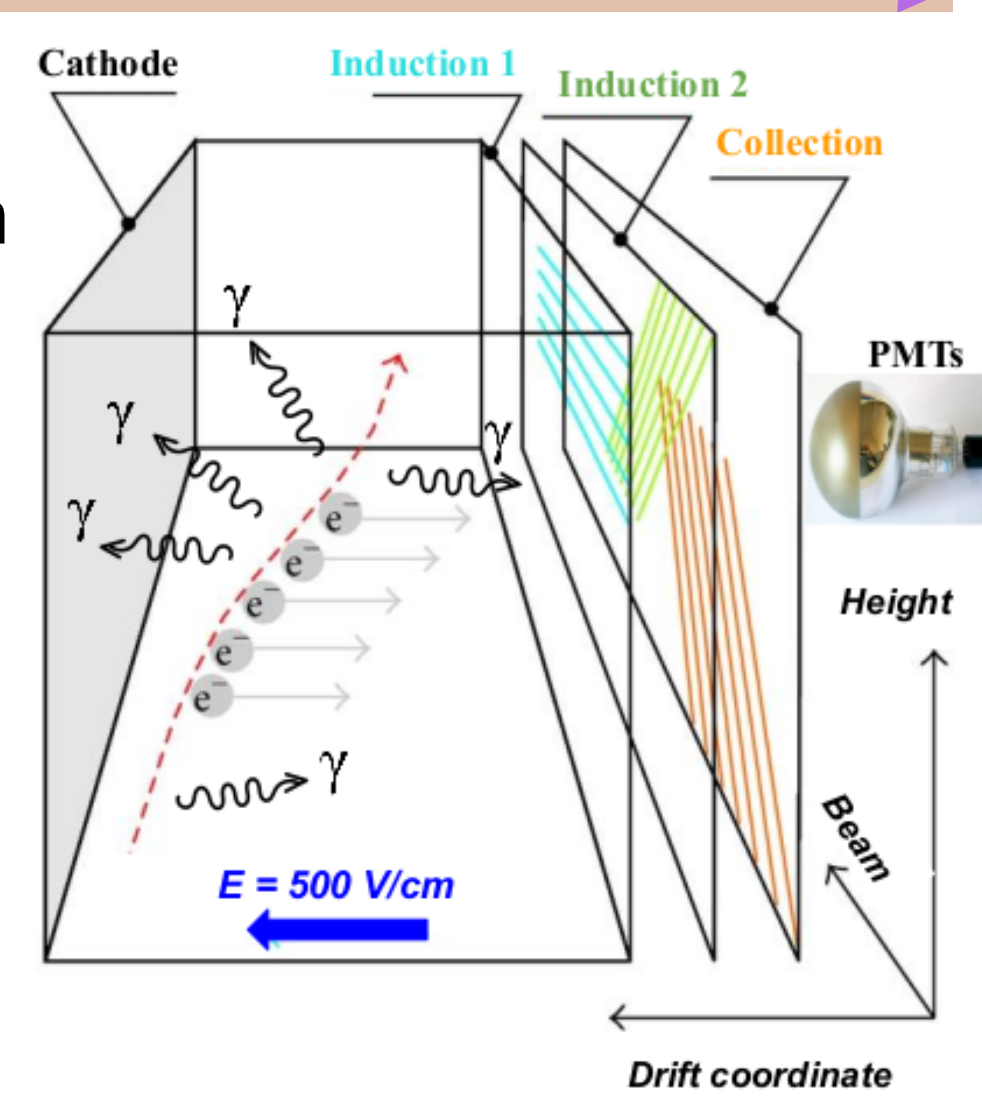 Cathode
Induction 1
Induction 2
Collection
n
γ
PMTs
γ
γ
γ
e⁻
e⁻
e⁻
Height
e⁻
e⁻
γ
Beam
E = 500 V/cm
Drift coordinate